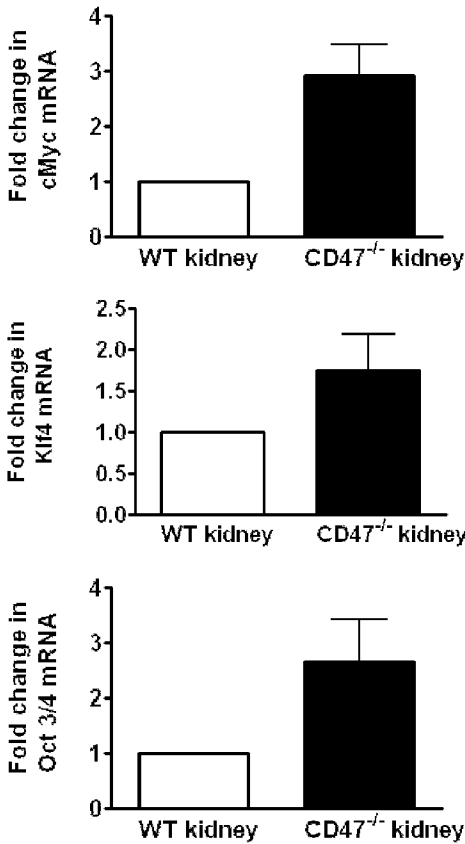 Fold change in
cMyc mRNA
4
3
2
1
0
WT kidney
CD47-/- kidney
Fold change in
Klf4 mRNA
2.5
2.0
1.5
1.0
0.5
0.0
WT kidney
CD47-/- kidney
Fold change in
Oct 3/4 mRNA
4
3
2
1
0
WT kidney
CD47-/- kidney